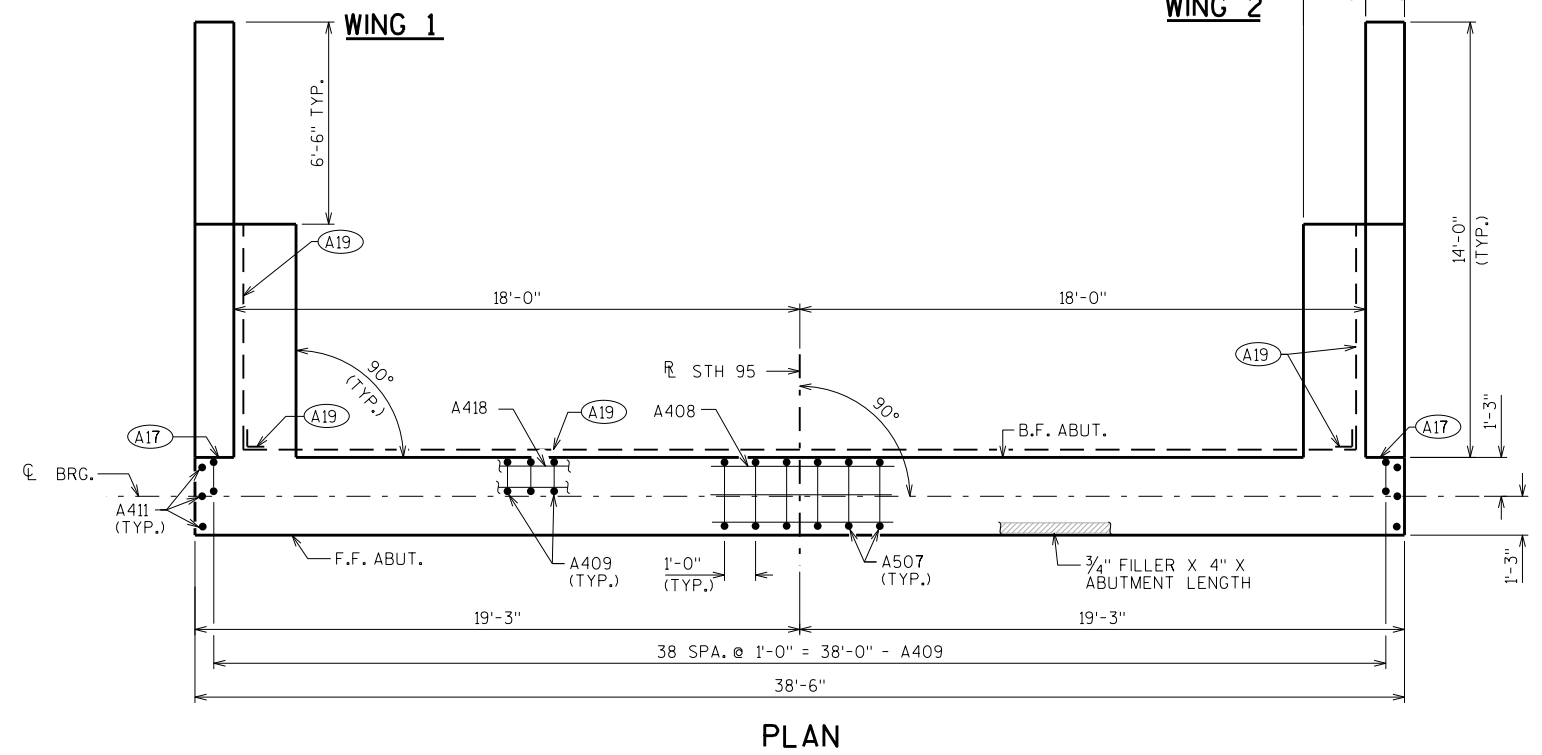 WING 1
WING 2
6'-6" TYP.
14'-0"
(TYP.)
A19
18'-0"
18'-0"
90°
(TYP.)
℞ STH 95
A19
A19
A418
A19
A408
90°
B.F. ABUT.
A17
A17
1'-3"
℄ BRG.
A411
(TYP.)
F.F. ABUT.
A409
(TYP.)
1'-0"
(TYP.)
A507
(TYP.)
3/4" FILLER X 4" X
ABUTMENT LENGTH
1'-3"
19'-3"
19'-3"
38 SPA. @ 1'-0" = 38'-0" - A409
38'-6"
PLAN